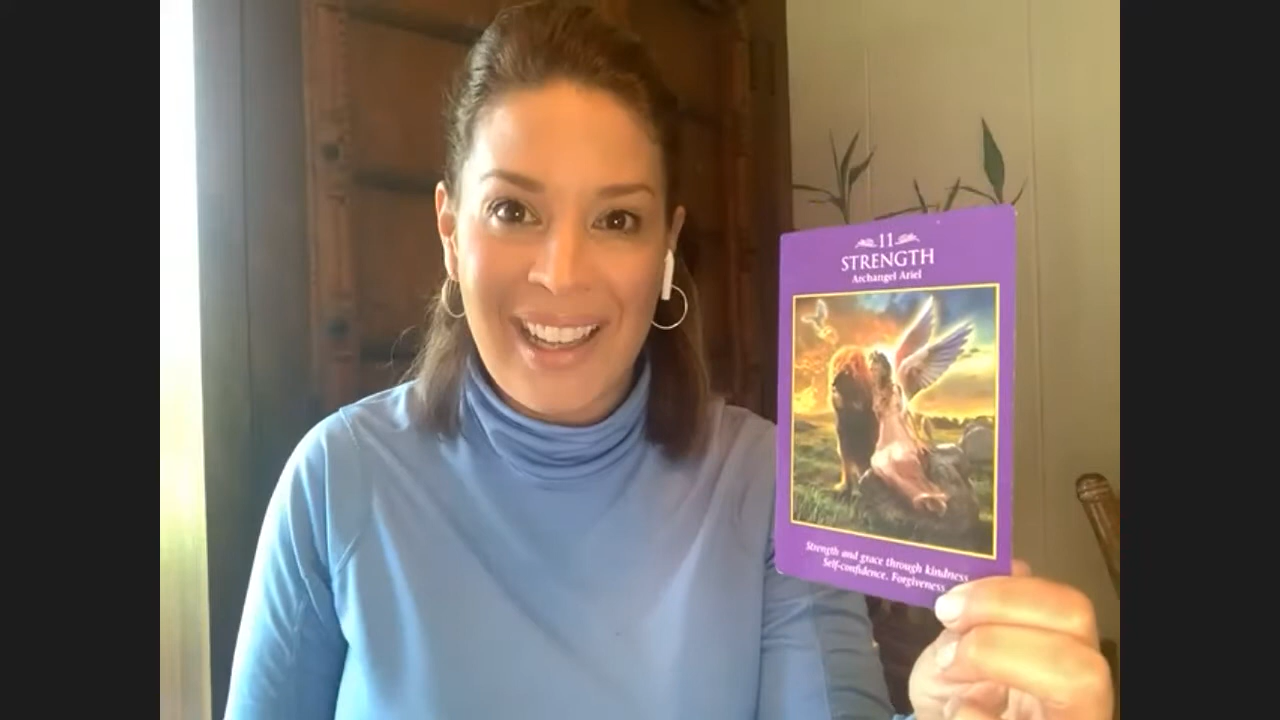 11
STRENGTH
Archangel Ariel
Strength and grace through kindness
Self-confidence. Forgiveness